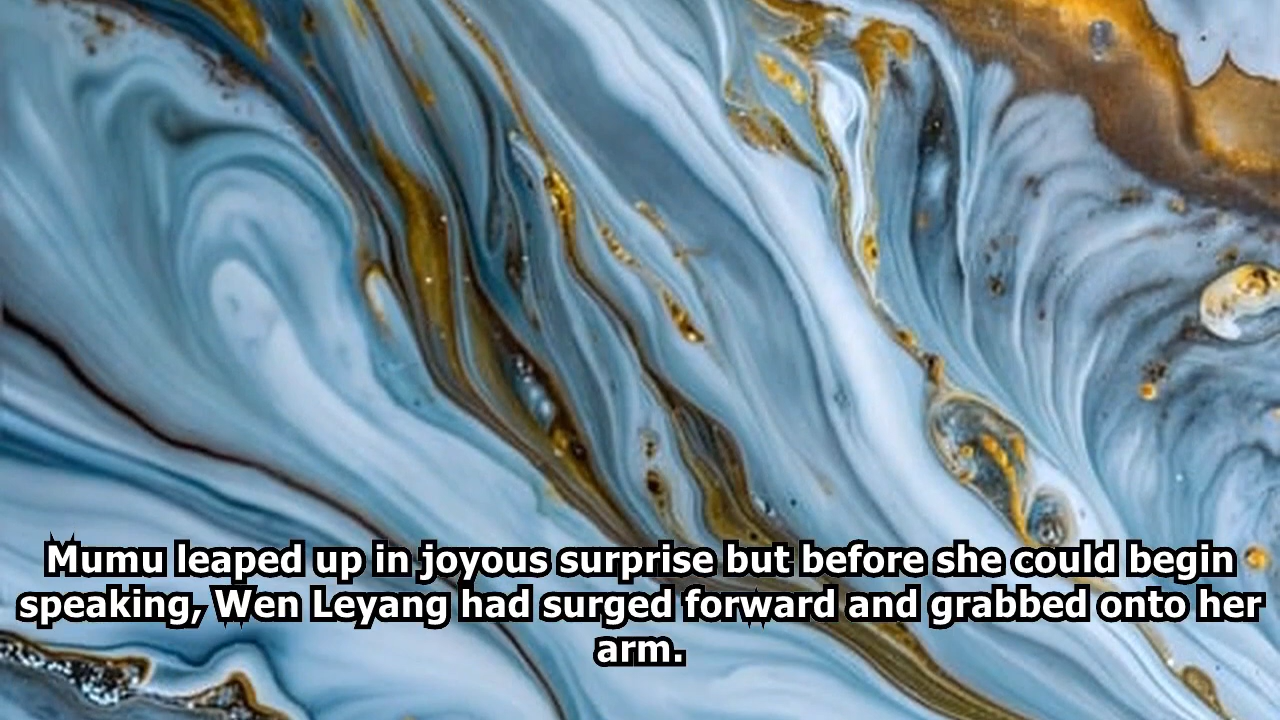 Mumu leaped up in joyous surprise but before she could begin
speaking, Wen Leyang had surged forward and grabbed onto her
arm.